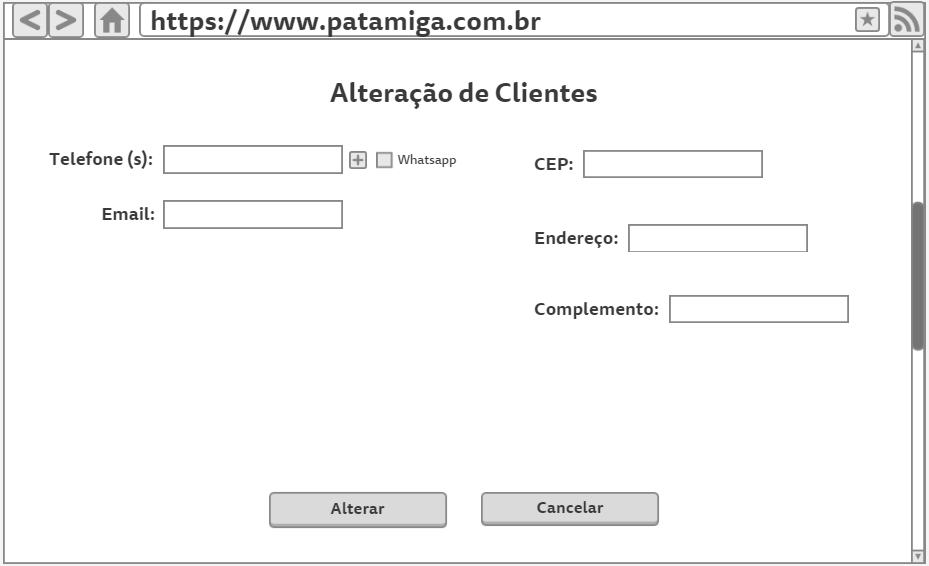 https://www.patamiga.com.br
Alteração de Clientes
Telefone (s):
Whatsapp
Email:
CEP:
Endereço:
Complemento:
Alterar
Cancelar